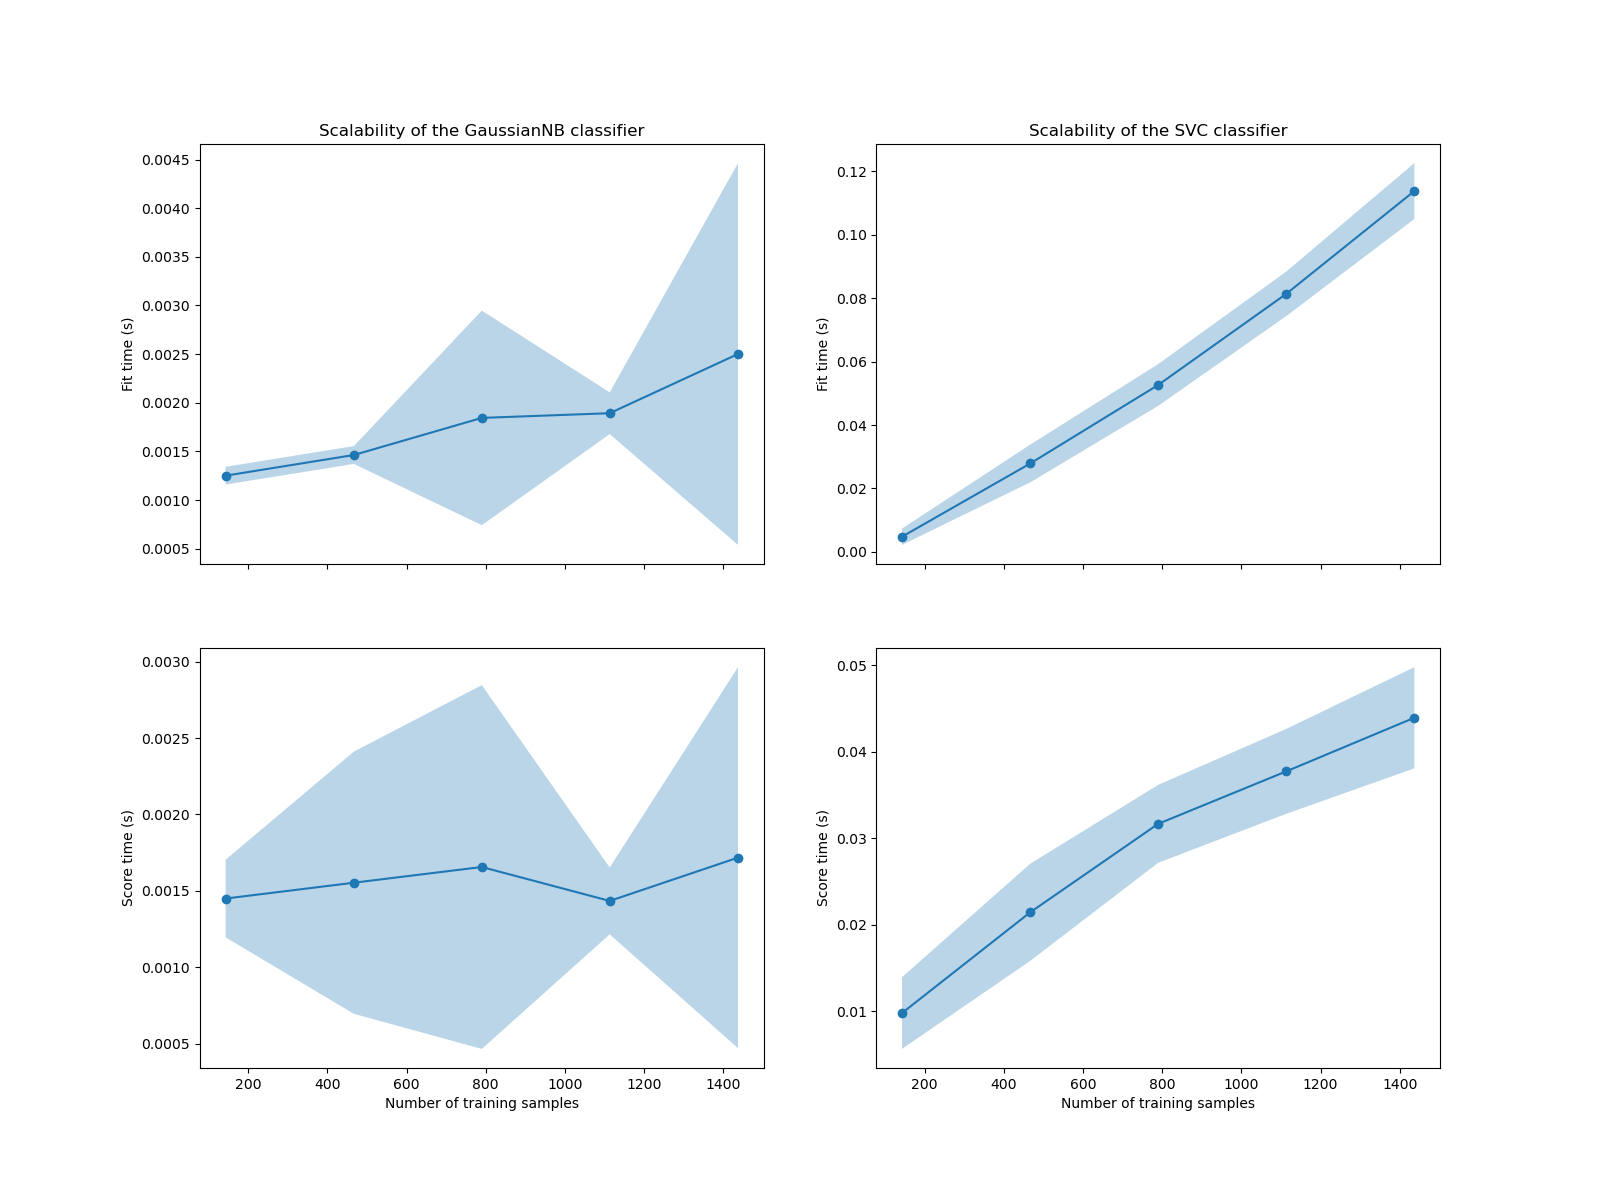 Scalability of the GaussianNB classifier
0.0045
0.0040
0.0035
0.0030
0.0025
0.0020
0.0015
0.0010
0.0005
Fit time (s)
Scalability of the SVC classifier
0.12
0.10
0.08
0.06
0.04
0.02
0.00
Fit time (s)
0.0030
0.0025
0.0020
0.0015
0.0010
0.0005
Score time (s)
200 400 600 800 1000 1200 1400
Number of training samples
0.05
0.04
0.03
0.02
0.01
Score time (s)
200 400 600 800 1000 1200 1400
Number of training samples